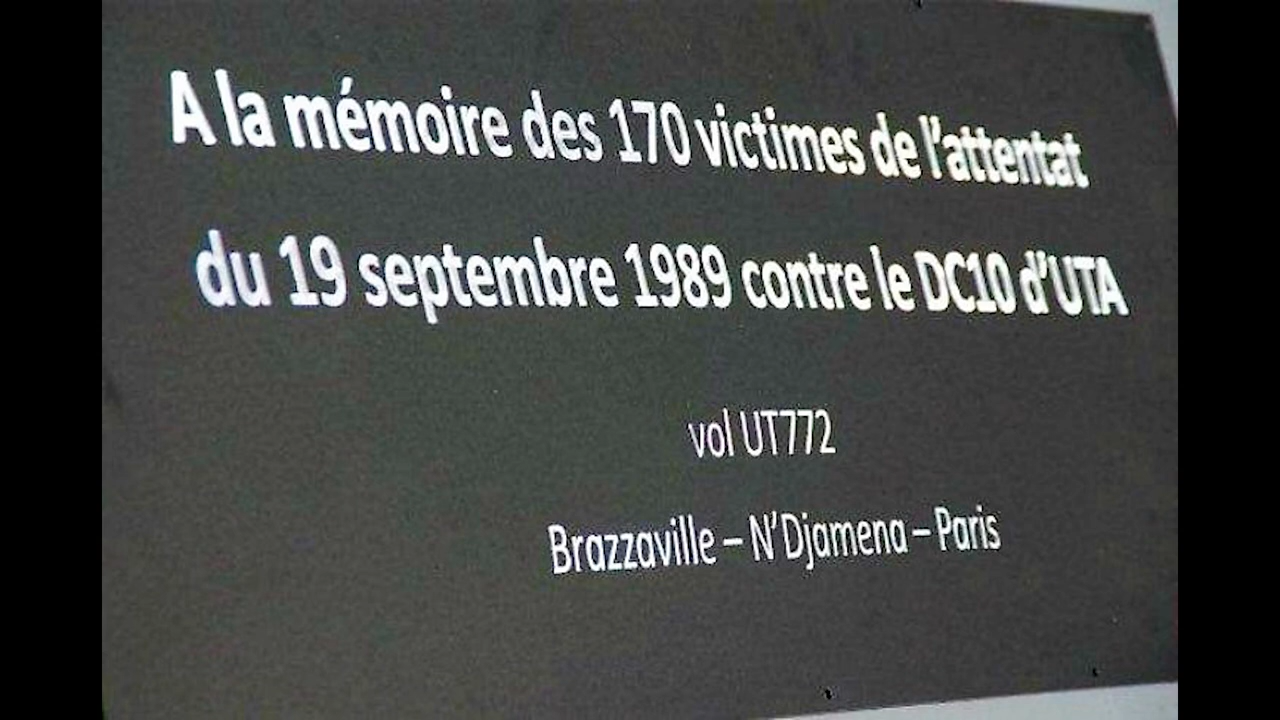 A la mémoire des 170 victimes de l'attentat
du 19 septembre 1989 contre le DC10 d'UTA
vol UT772
Brazzaville – N'Djamena – Paris